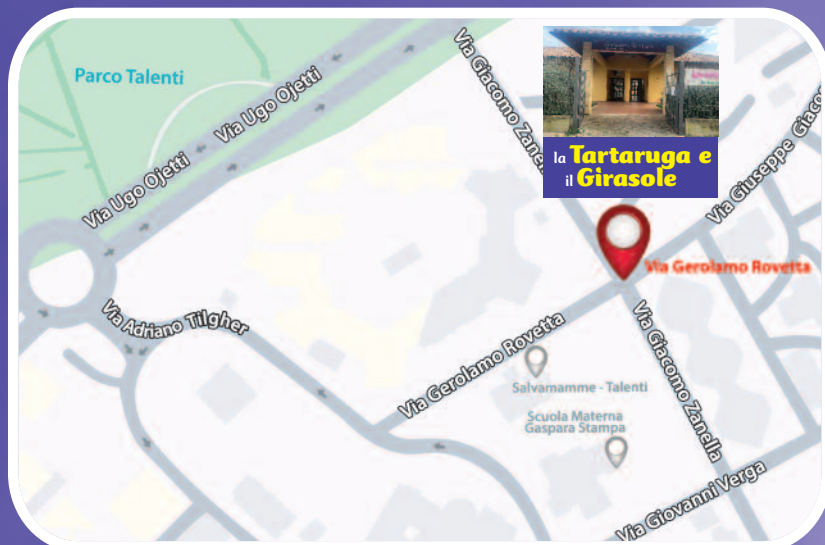 Parco Talenti
Via Ugo Ojetti
Via Ugo Ojetti
Via Giacomo Zanella
la Tartaruga e
il Girasole
Via Giuseppe
Via Gerolamo Rovetta
Via Adriano Tilgher
Via Gerolamo Rovetta
Via Giacomo Zanella
Salvamamme - Talenti
Scuola Materna
Gaspara Stampa
Via Giovanni Verga